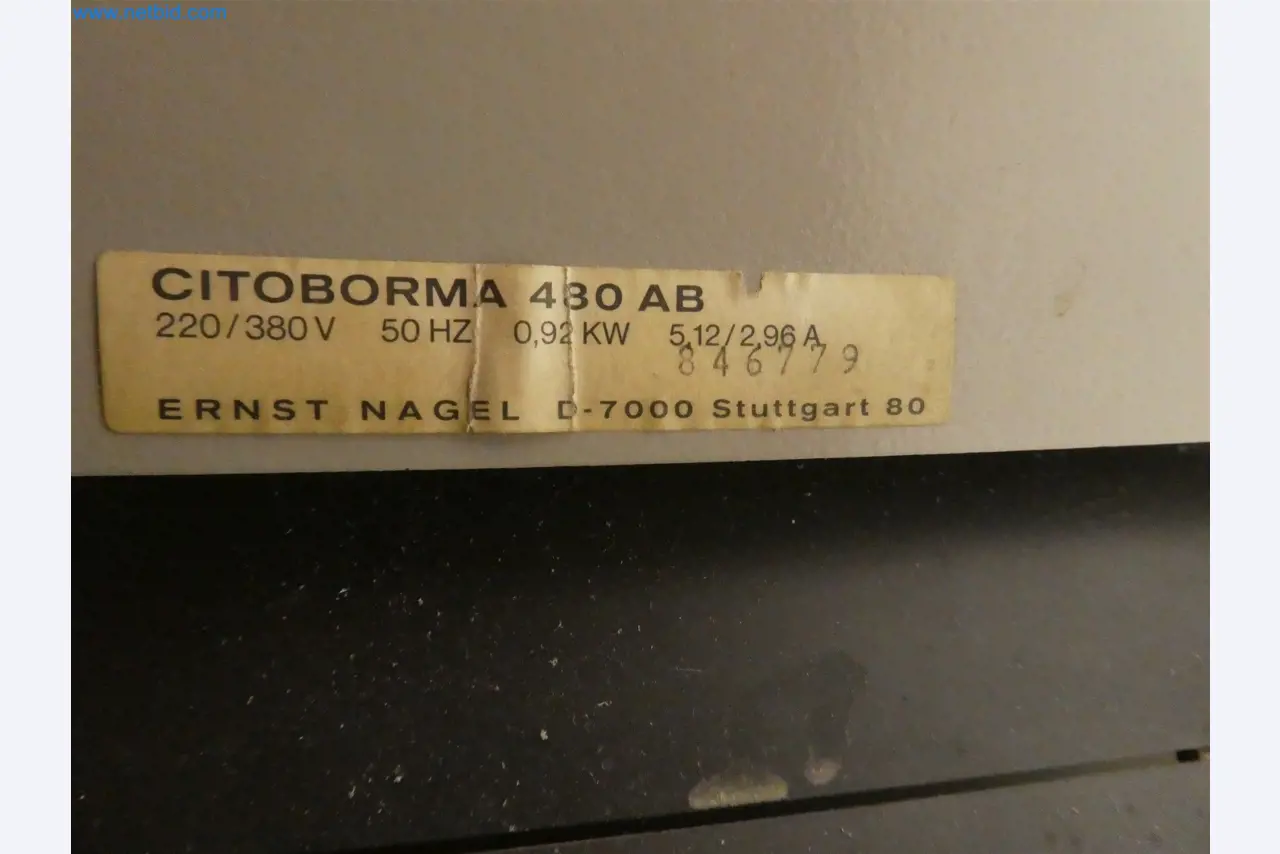 www.netbid.com
CITOBORMA 480 AB
220/380 V 50 HZ 0,92 KW 5,12/2,96 A
846779
ERNST NAGEL D-7000 Stuttgart 80